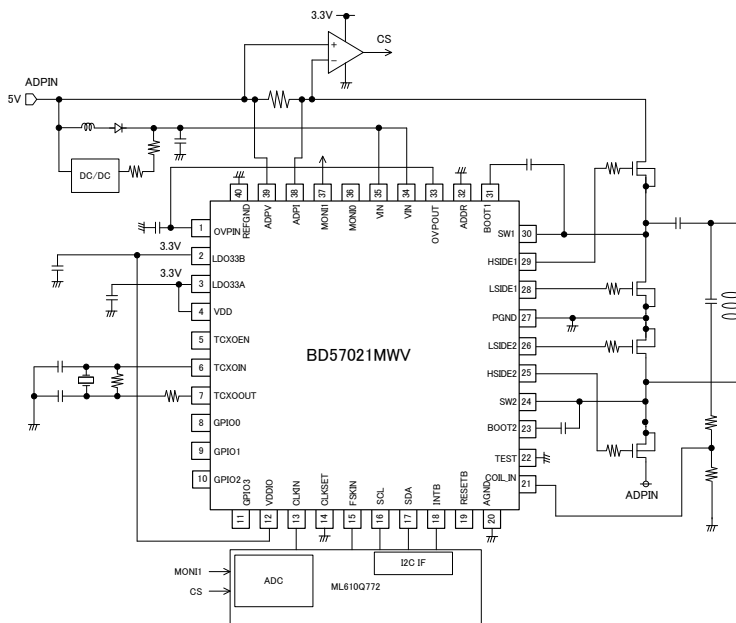 3.3V
CS
ADPIN
5V
DC/DC
40 39 38 37 36 35 34 33 32 31
REFGND ADPV ADPI MONI1 MONI0 VIN VIN OVPOUT ADDR BOOT1
1 OVPIN
3.3V
2 LDO33B
3.3V
3 LDO33A
4 VDD
5 TCXOEN
6 TCXOIN
7 TCXOOUT
8 GPIO0
9 GPIO1
10 GPIO2
BD57021MWV
SW1 30
HSIDE1 29
LSIDE1 28
PGND 27
LSIDE2 26
HSIDE2 25
SW2 24
BOOT2 23
TEST 22
COIL_IN 21
ADPIN
GPIO3 VDDIO CLKIN CLKSET FSKIN SCL SDA INTB RESETB AGND
11 12 13 14 15 16 17 18 19 20
MONI1
CS
ADC
I2C IF
ML610Q772